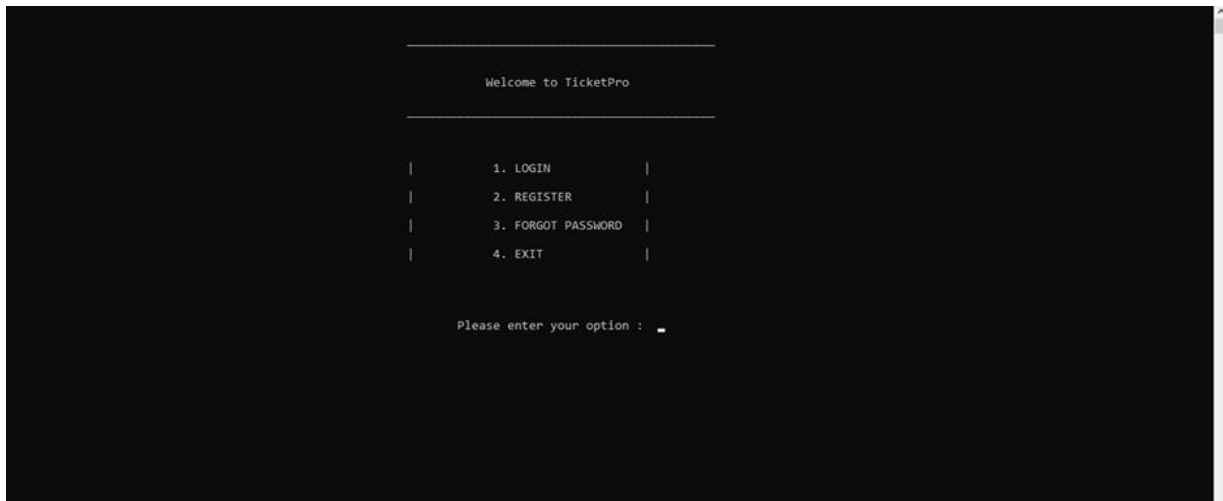 Welcome to TicketPro
| 1. LOGIN |
| 2. REGISTER |
| 3. FORGOT PASSWORD |
| 4. EXIT |
Please enter your option :